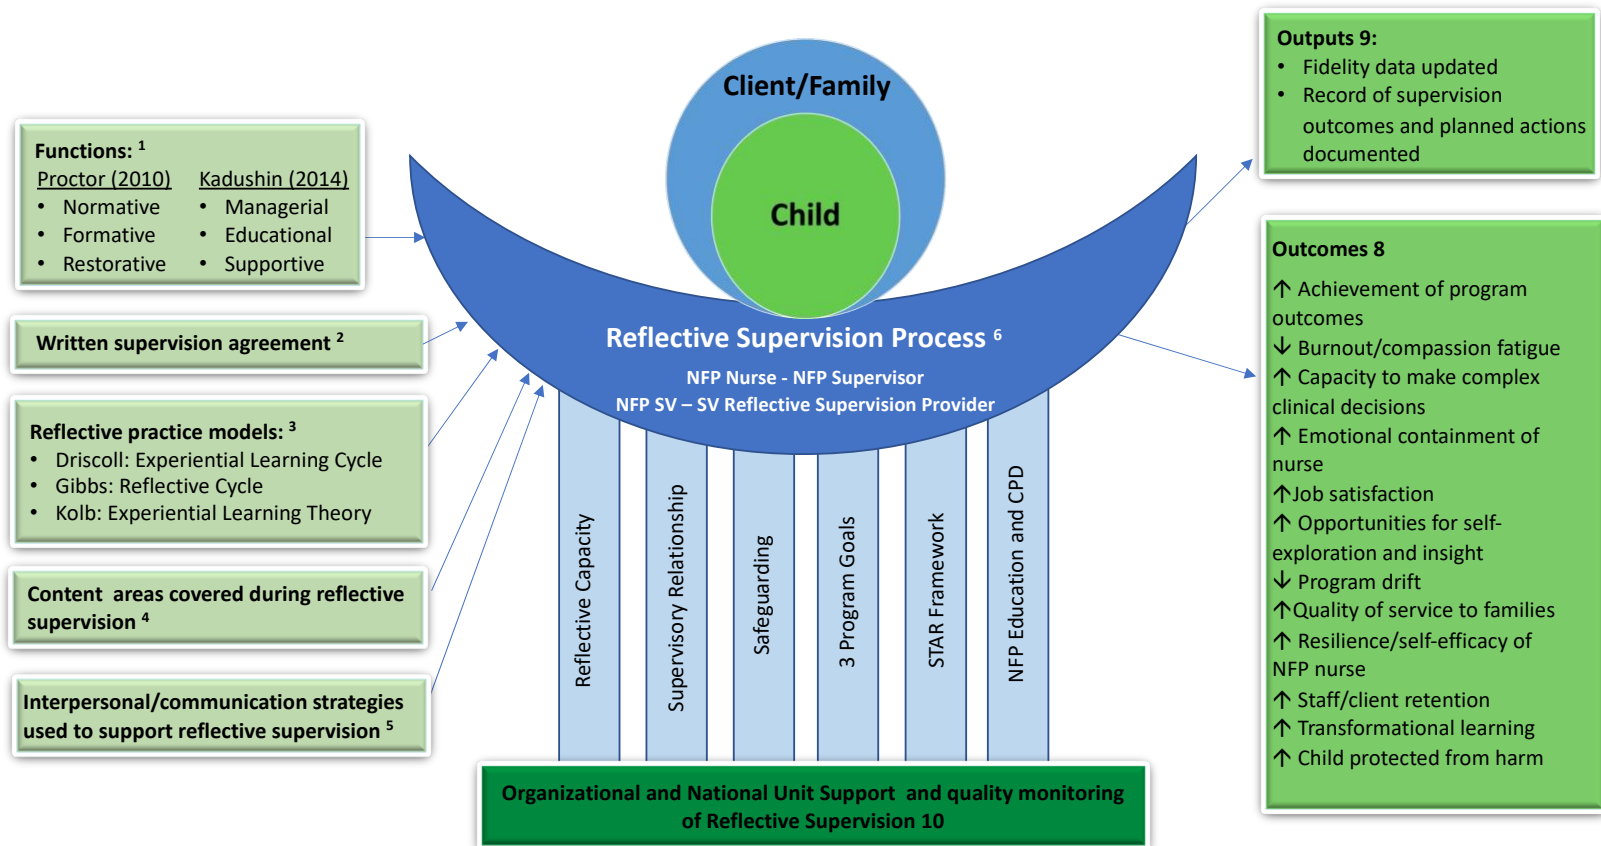 Functions: 1
Proctor (2010) Kadushin (2014)
• Normative • Managerial
• Formative • Educational
• Restorative • Supportive
Written supervision agreement 2
Reflective practice models: 3
• Driscoll: Experiential Learning Cycle
• Gibbs: Reflective Cycle
• Kolb: Experiential Learning Theory
Content areas covered during reflective
supervision 4
Interpersonal/communication strategies
used to support reflective supervision 5
Client/Family
Child
Reflective Supervision Process 6
NFP Nurse - NFP Supervisor
NFP SV – SV Reflective Supervision Provider
Reflective Capacity
Supervisory Relationship
Safeguarding
3 Program Goals
STAR Framework
NFP Education and CPD
Organizational and National Unit Support and quality monitoring
of Reflective Supervision 10
Outputs 9:
• Fidelity data updated
• Record of supervision
outcomes and planned actions
documented
Outcomes 8
↑ Achievement of program
outcomes
↓ Burnout/compassion fatigue
↑ Capacity to make complex
clinical decisions
↑ Emotional containment of
nurse
↑Job satisfaction
↑ Opportunities for self-
exploration and insight
↓ Program drift
↑Quality of service to families
↑ Resilience/self-efficacy of
NFP nurse
↑ Staff/client retention
↑ Transformational learning
↑ Child protected from harm